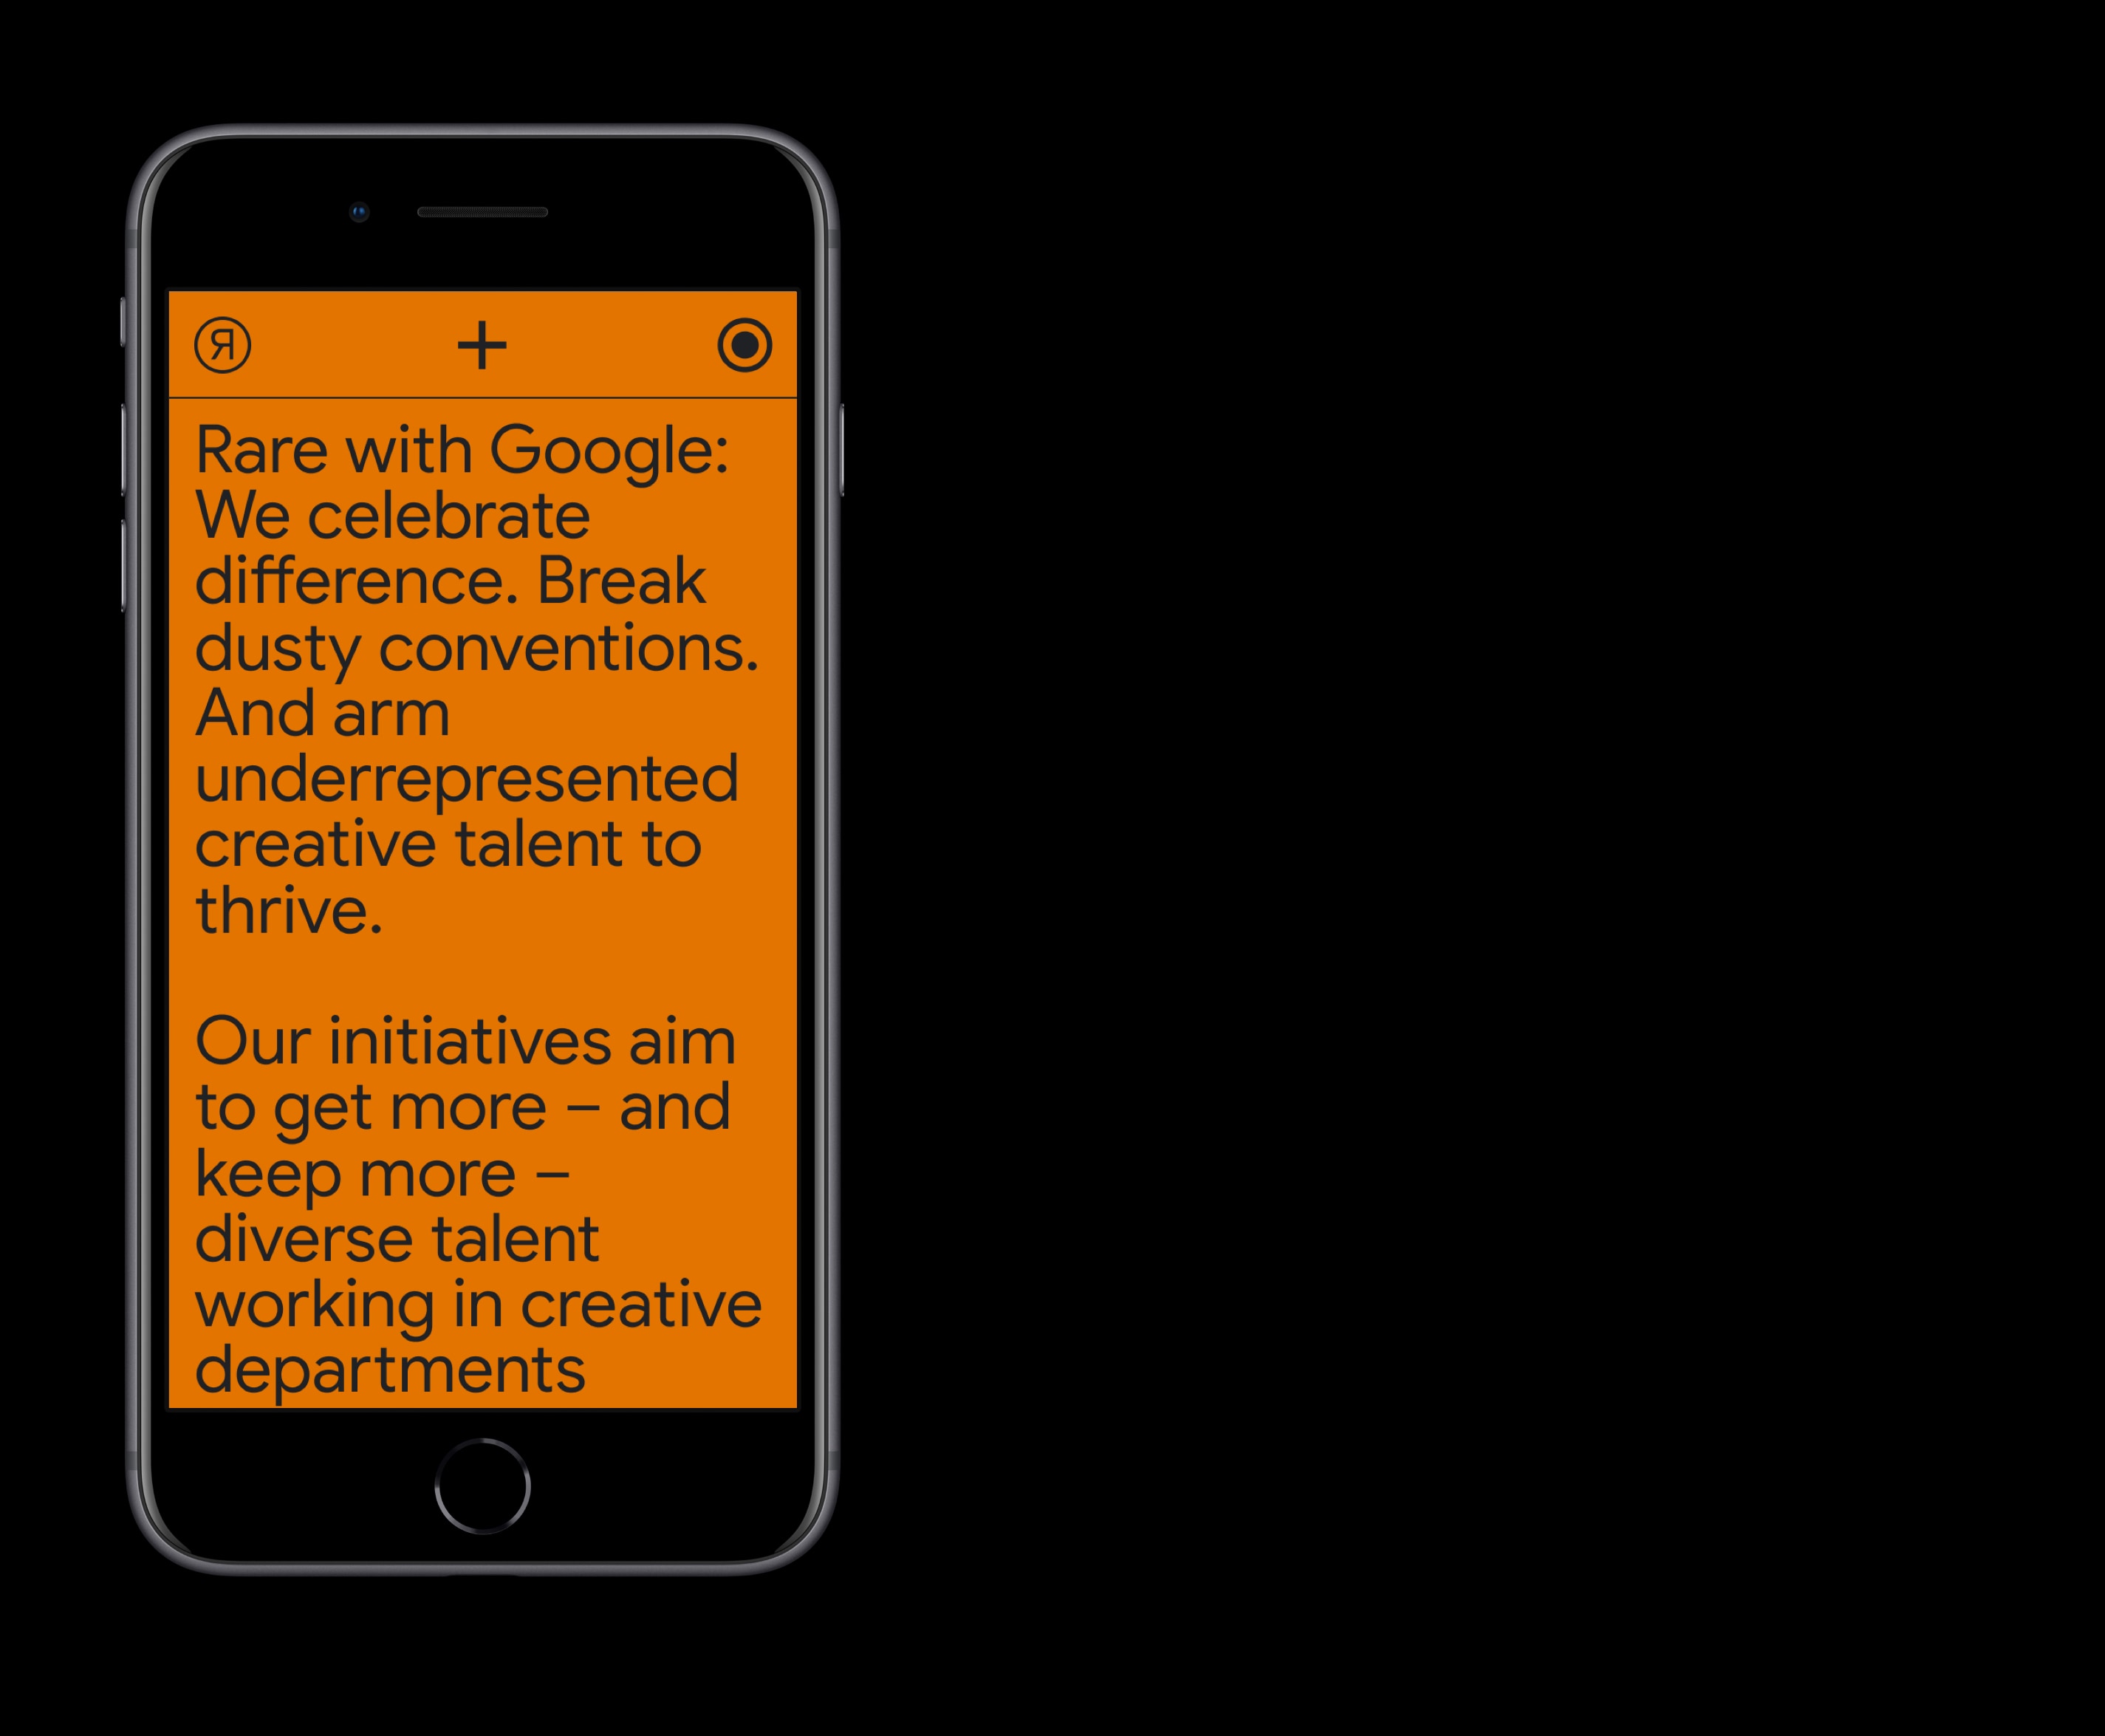 Я
Rare with Google:
We celebrate
difference. Break
dusty conventions.
And arm
underrepresented
creative talent to
thrive.
Our initiatives aim
to get more – and
keep more –
diverse talent
working in creative
departments